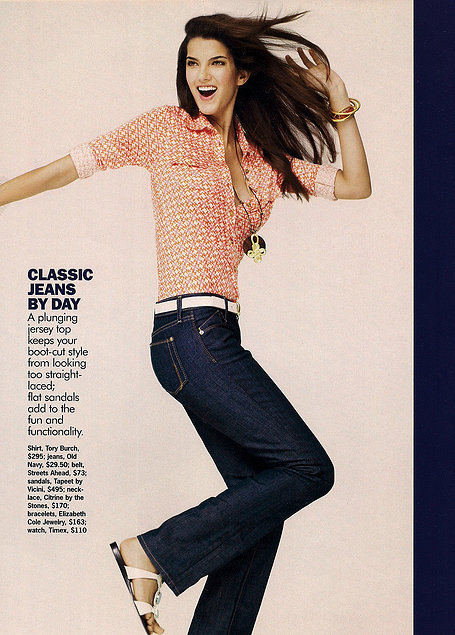 CLASSIC
JEANS
BY DAY
A plunging
jersey top
keeps your
boot-cut style
from looking
too straight-
laced;
flat sandals
add to the
fun and
functionality.
Shirt, Tory Burch,
$295; jeans, Old
Navy, $29.50; belt,
Streets Ahead, $73;
sandals, Tapeet by
Vicini, $495; neck-
lace, Citrine by the
Stones, $170;
bracelets, Elizabeth
Cole Jewelry, $163;
watch, Timex, $110